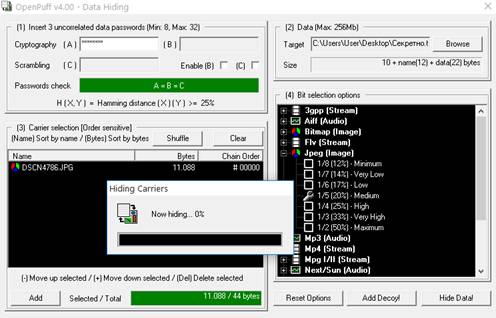 OpenPuff v4.00 - Data Hiding
(1) Insert 3 uncorrelated data passwords (Min: 8, Max: 32)
Cryptography (A) ******** (B)
Scrambling (C) Enable (B) (C)
Passwords check A = B = C
H (X, Y) = Hamming distance (X) (Y) >= 25%
(2) Data (Max: 256Mb)
Target C:\Users\User\Desktop\Секретно.t Browse
Size 10 + name(12) + data(22) bytes
(3) Carrier selection [Order sensitive]
(Name) Sort by name / (Bytes) Sort by bytes Shuffle Clear
Name Bytes Chain Order
DSCN4786.JPG 11.088 # 00000
Hiding Carriers
Now hiding... 0%
(-) Move up selected / (+) Move down selected / (Del) Delete selected
Add Selected / Total 11.088 / 44 bytes
(4) Bit selection options
3gpp (Stream)
Aiff (Audio)
Bitmap (Image)
Flv (Stream)
Jpeg (Image)
1/8 (12%) - Minimum
1/7 (14%) - Very Low
1/6 (17%) - Low
1/5 (20%) - Medium
1/4 (25%) - High
1/3 (33%) - Very High
1/2 (50%) - Maximum
Mp3 (Audio)
Mp4 (Stream)
Mpg I/II (Stream)
Next/Sun (Audio)
Reset Options Add Decoy! Hide Data!